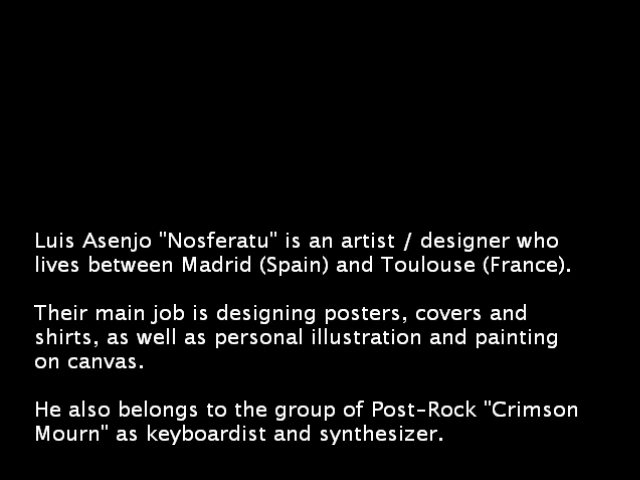 Luis Asenjo "Nosferatu" is an artist / designer who
lives between Madrid (Spain) and Toulouse (France).
Their main job is designing posters, covers and
shirts, as well as personal illustration and painting
on canvas.
He also belongs to the group of Post-Rock "Crimson
Mourn" as keyboardist and synthesizer.